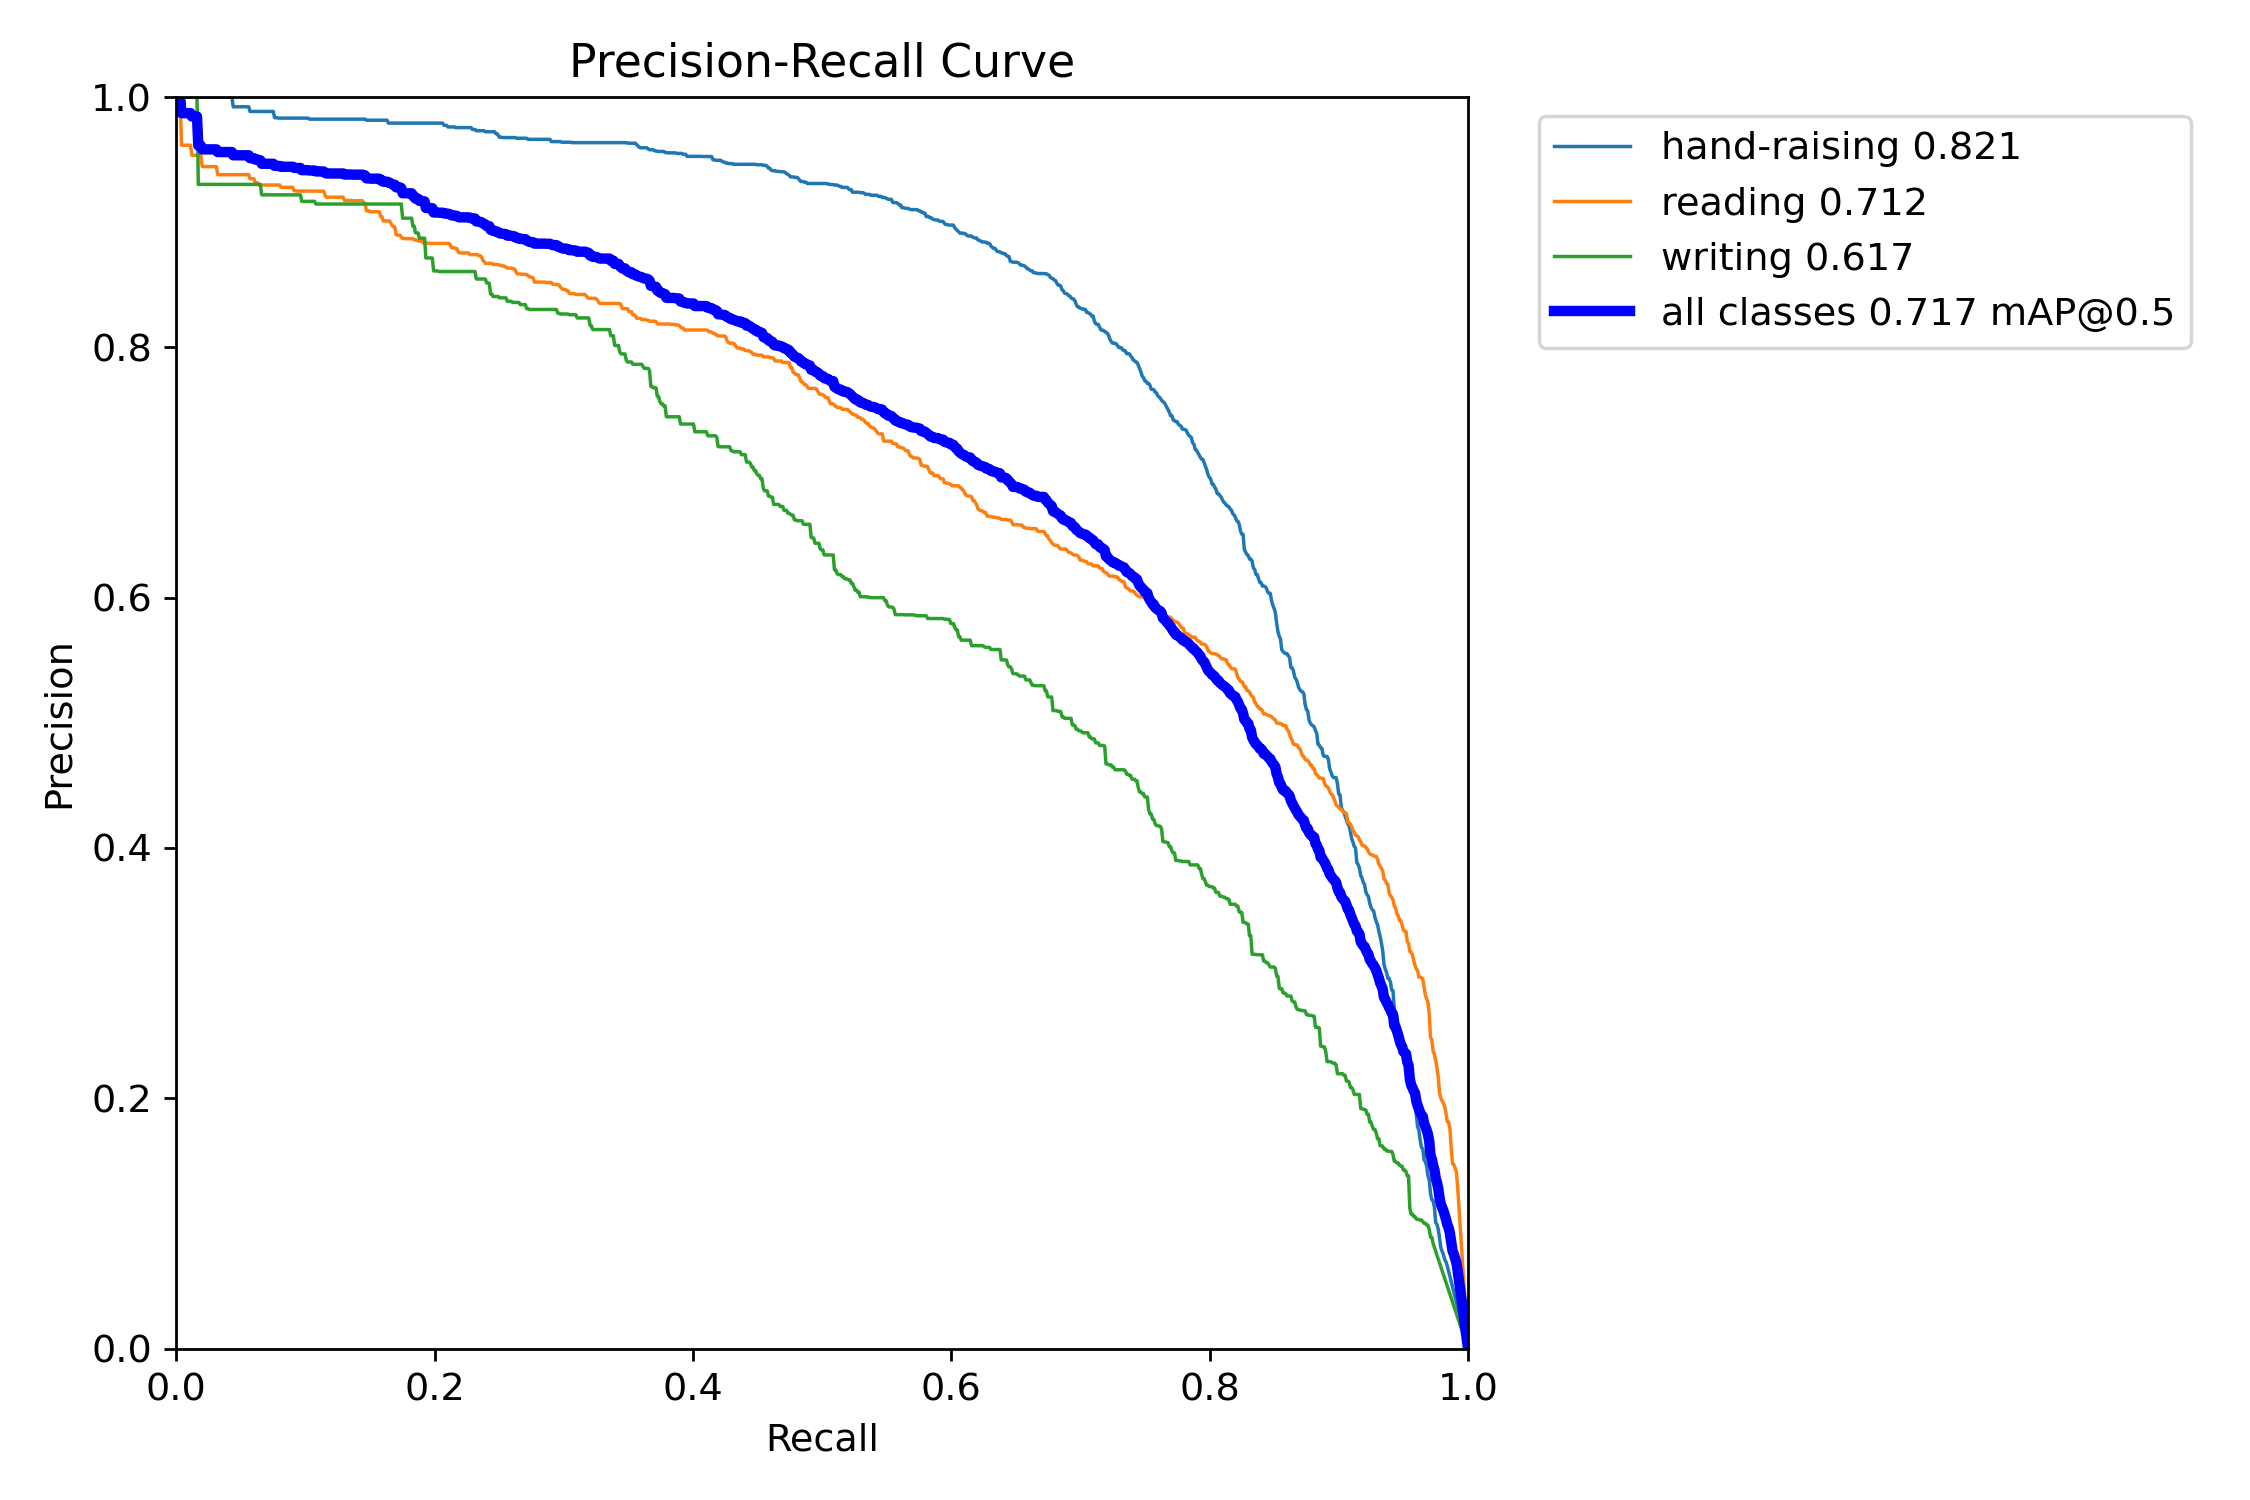 Precision-Recall Curve
1.0
0.8
0.6
0.4
0.2
0.0
Precision
0.0 0.2 0.4 0.6 0.8 1.0
Recall
hand-raising 0.821
reading 0.712
writing 0.617
all classes 0.717 mAP@0.5